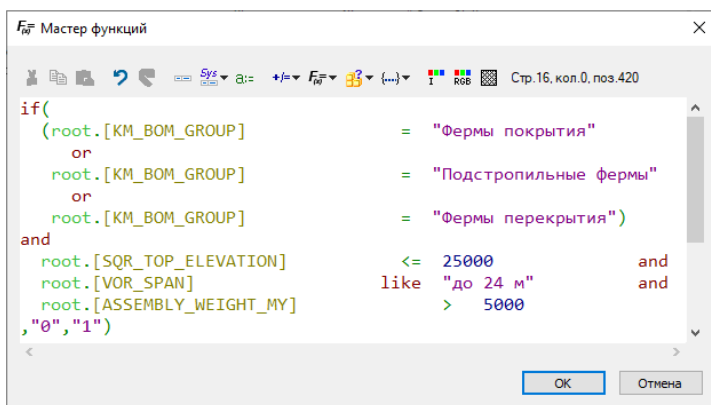 Мастер функций
Sys a:= +/= F(x)= {...} I RGB Стр.16, кол.0, поз.420
if(
(root.[KM_BOM_GROUP] = "Фермы покрытия"
or
root.[KM_BOM_GROUP] = "Подстропильные фермы"
or
root.[KM_BOM_GROUP] = "Фермы перекрытия")
and
root.[SQR_TOP_ELEVATION] <= 25000 and
root.[VOR_SPAN] like "до 24 м" and
root.[ASSEMBLY_WEIGHT_MY] > 5000
,"0","1")
OK Отмена